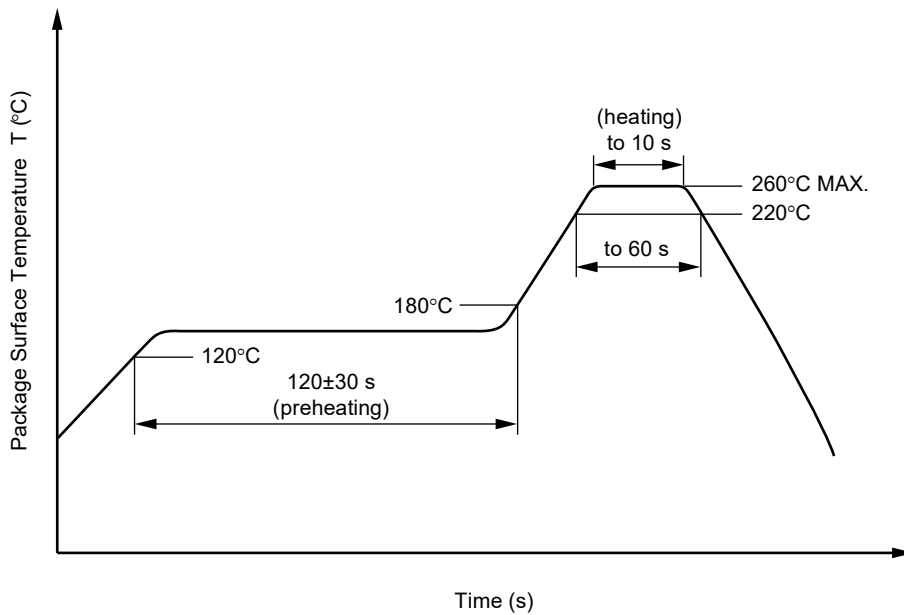 Package Surface Temperature T (°C)
(heating)
to 10 s
260°C MAX.
220°C
to 60 s
180°C
120°C
120±30 s
(preheating)
Time (s)